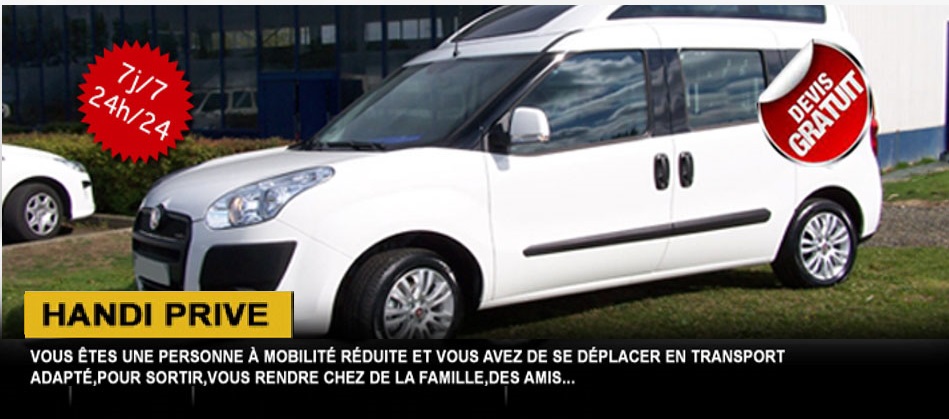 7j/7
24h/24
DEVIS
GRATUIT
HANDI PRIVE
VOUS ÊTES UNE PERSONNE À MOBILITÉ RÉDUITE ET VOUS AVEZ DE SE DÉPLACER EN TRANSPORT
ADAPTÉ,POUR SORTIR,VOUS RENDRE CHEZ DE LA FAMILLE,DES AMIS...